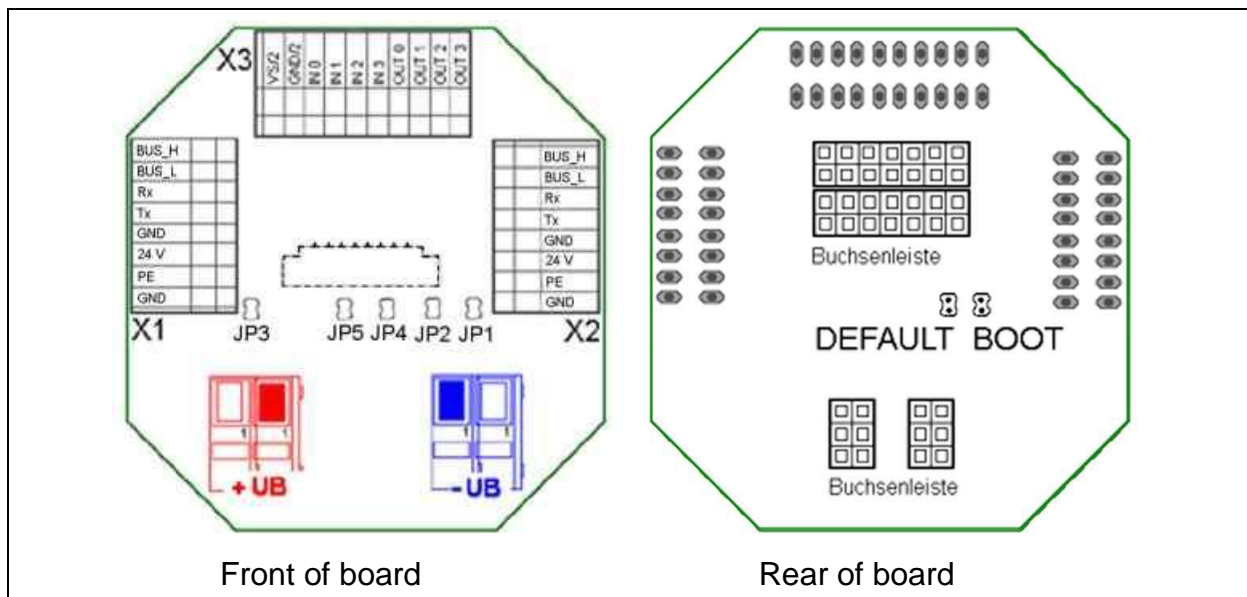 X3
VS/2
GND/2
IN 0
IN 1
IN 2
IN 3
OUT 0
OUT 1
OUT 2
OUT 3
BUS_H
BUS_L
Rx
Tx
GND
24 V
PE
GND
X1
BUS_H
BUS_L
Rx
Tx
GND
24 V
PE
GND
X2
JP3 JP5 JP4 JP2 JP1
1 1
+ UB
1 1
- UB
Front of board
Buchsenleiste
DEFAULT BOOT
Buchsenleiste
Rear of board